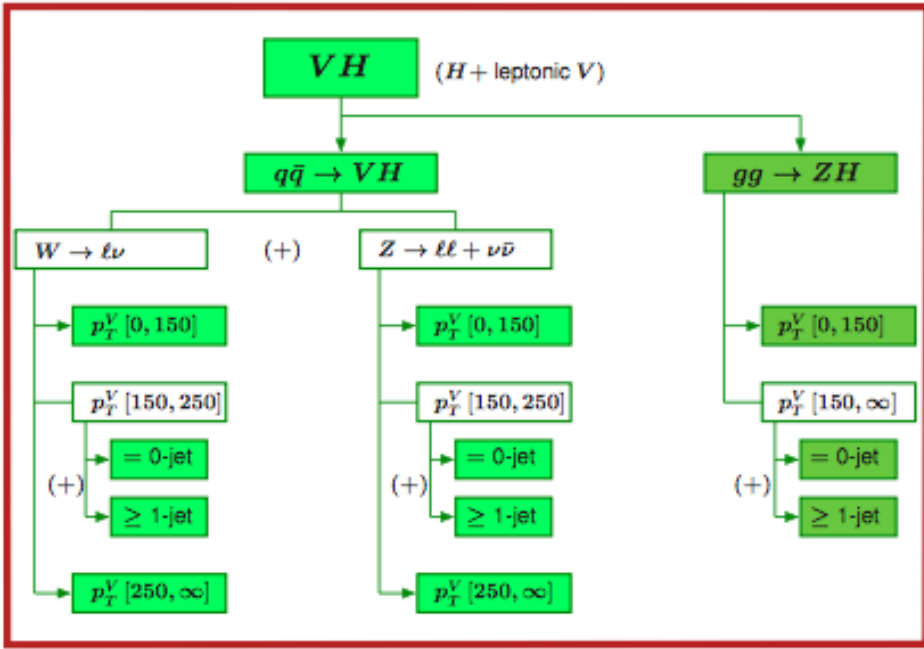 VH (H + leptonic V)
qq̄ → VH
gg → ZH
W → ℓν (+) Z → ℓℓ + νν̄
p_T^V [0, 150] p_T^V [0, 150] p_T^V [0, 150]
p_T^V [150, 250] p_T^V [150, 250] p_T^V [150, ∞]
= 0-jet = 0-jet = 0-jet
(+) (+) (+)
≥ 1-jet ≥ 1-jet ≥ 1-jet
p_T^V [250, ∞] p_T^V [250, ∞]